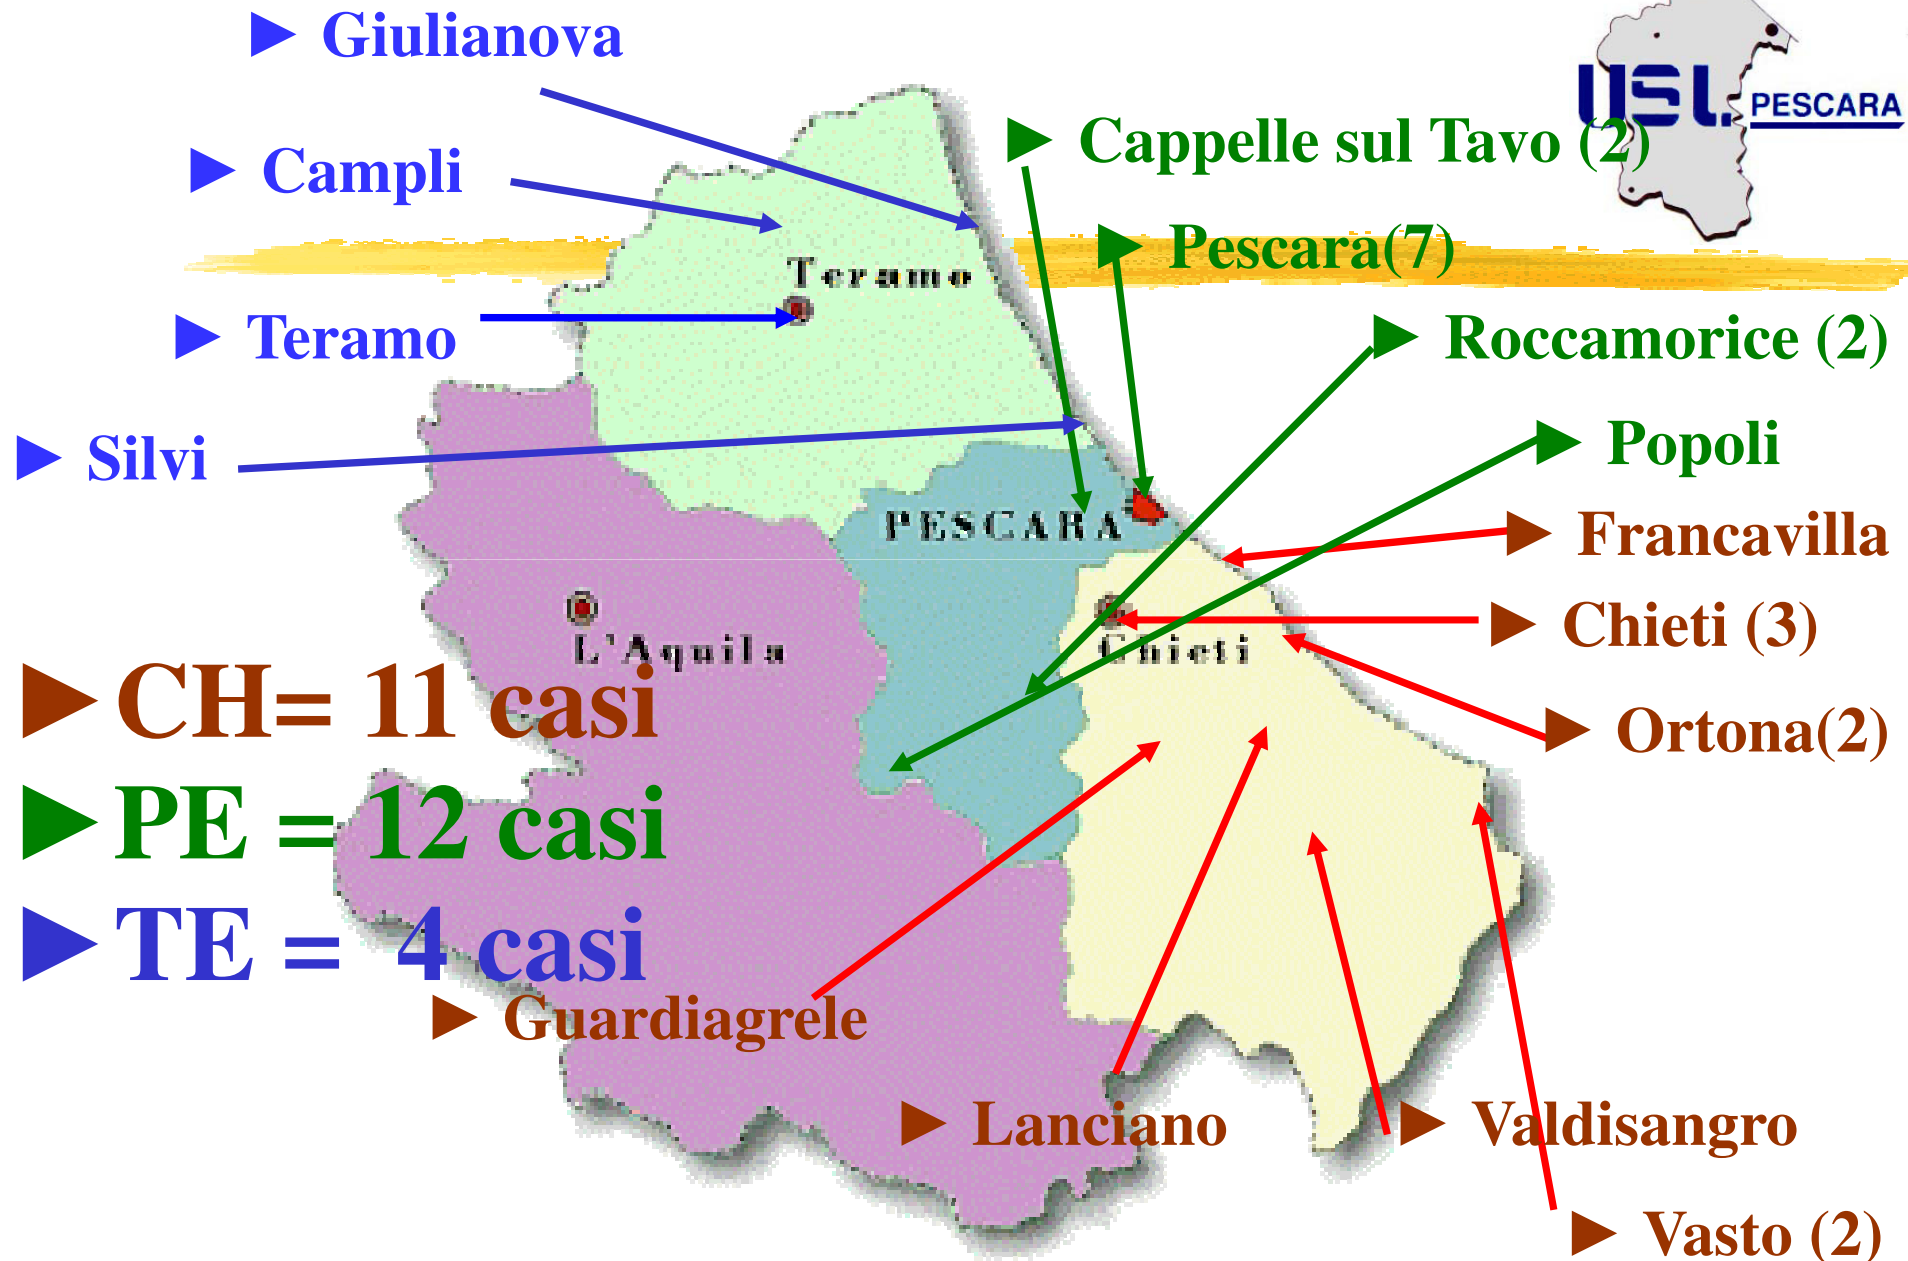 ► Giulianova
USL PESCARA
► Cappelle sul Tavo (2)
► Campli
► Pescara(7)
Teramo
► Teramo
► Roccamorice (2)
► Silvi
► Popoli
PESCARA
► Francavilla
► Chieti (3)
L'Aquila
Chieti
► CH= 11 casi
► Ortona(2)
► PE = 12 casi
► TE = 4 casi
► Guardiagrele
► Lanciano
► Valdisangro
► Vasto (2)